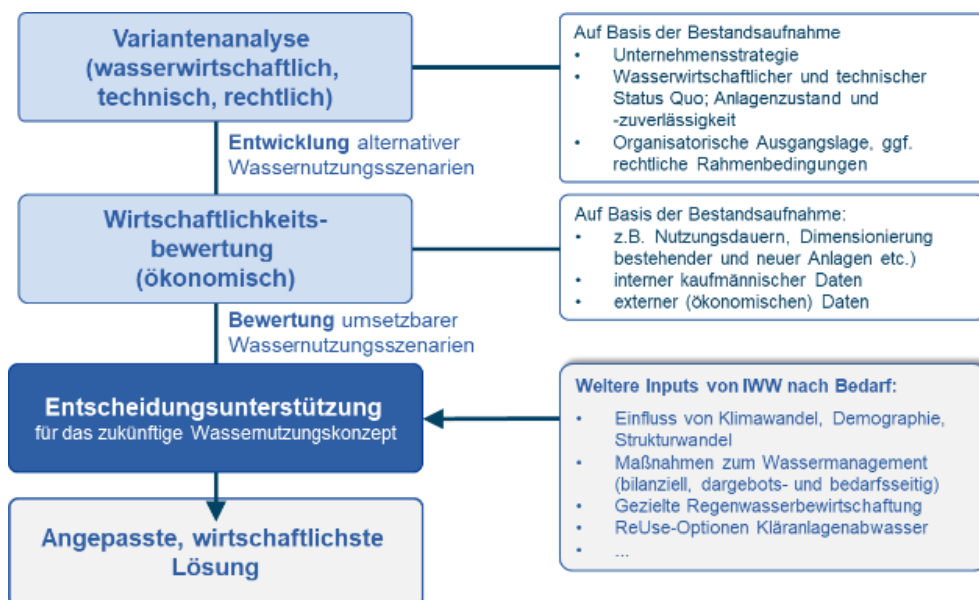 Variantenanalyse
(wasserwirtschaftlich,
technisch, rechtlich)
Auf Basis der Bestandsaufnahme
• Unternehmensstrategie
• Wasserwirtschaftlicher und technischer
Status Quo; Anlagenzustand und
-zuverlässigkeit
• Organisatorische Ausgangslage, ggf.
rechtliche Rahmenbedingungen
Entwicklung alternativer
Wassernutzungsszenarien
Wirtschaftlichkeits-
bewertung
(ökonomisch)
Auf Basis der Bestandsaufnahme:
• z.B. Nutzungsdauern, Dimensionierung
bestehender und neuer Anlagen etc.)
• interner kaufmännischer Daten
• externer (ökonomischen) Daten
Bewertung umsetzbarer
Wassernutzungsszenarien
Entscheidungsunterstützung
für das zukünftige Wassernutzungskonzept
Weitere Inputs von IWW nach Bedarf:
• Einfluss von Klimawandel, Demographie,
Strukturwandel
• Maßnahmen zum Wassermanagement
(bilanziell, dargebots- und bedarfsseitig)
• Gezielte Regenwasserbewirtschaftung
• ReUse-Optionen Kläranlagenabwasser
• ...
Angepasste, wirtschaftlichste
Lösung